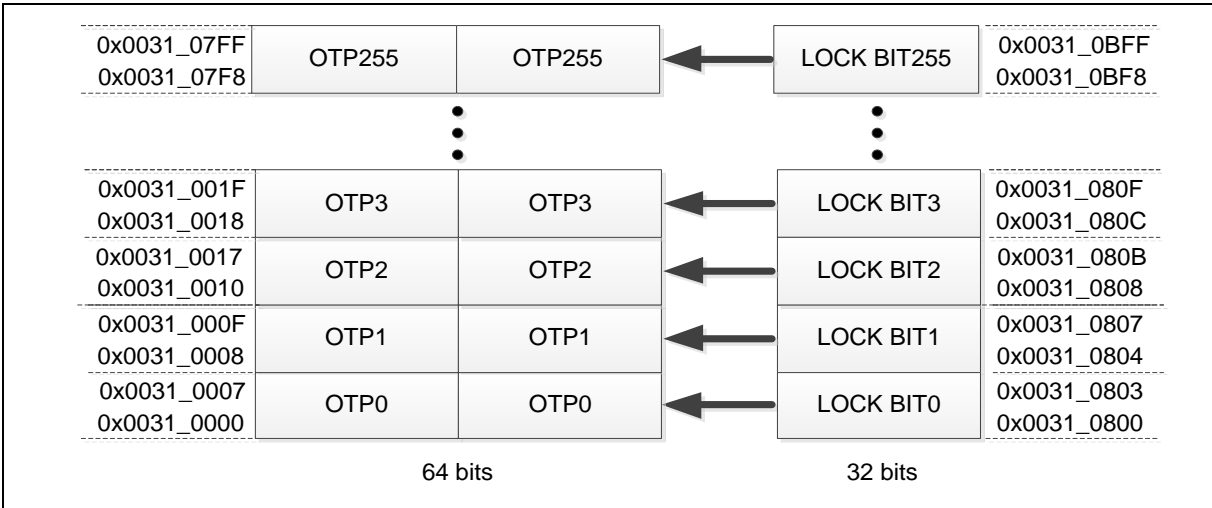 0x0031_07FF OTP255 OTP255 LOCK BIT255 0x0031_0BFF
0x0031_07F8 0x0031_0BF8
0x0031_001F OTP3 OTP3 LOCK BIT3 0x0031_080F
0x0031_0018 0x0031_080C
0x0031_0017 OTP2 OTP2 LOCK BIT2 0x0031_080B
0x0031_0010 0x0031_0808
0x0031_000F OTP1 OTP1 LOCK BIT1 0x0031_0807
0x0031_0008 0x0031_0804
0x0031_0007 OTP0 OTP0 LOCK BIT0 0x0031_0803
0x0031_0000 0x0031_0800
64 bits 32 bits